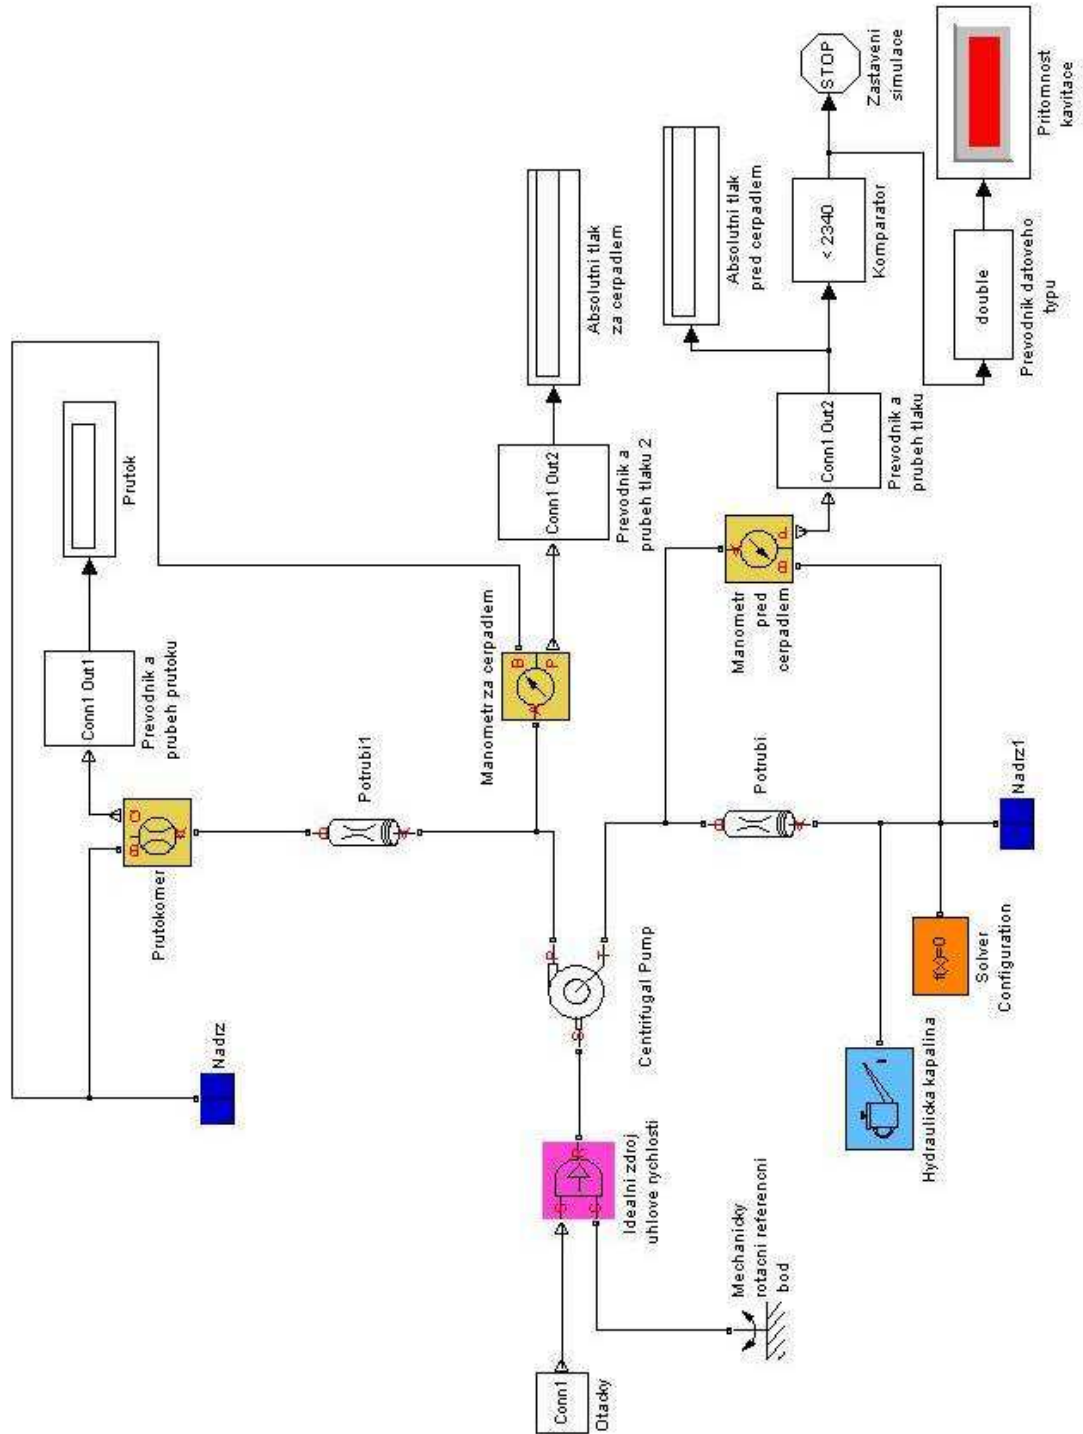 Conn1 Out1
Prevodnik a
prubeh prutoku
Prutok
B
Q
A
Prutokomer
Nadrz
B
A
Potrubi1
Manometr za cerpadlem
A
B
P
Conn1 Out2
Prevodnik a
prubeh tlaku 2
Absolutni tlak
za cerpadlem
Conn1
Otacky
S
C
R
Idealni zdroj
uhlove rychlosti
Mechanicky
rotacni referencni
bod
S
P
T
Centrifugal Pump
B
A
Potrubi
Manometr
pred
cerpadlem
A
B
P
Conn1 Out2
Prevodnik a
prubeh tlaku
Absolutni tlak
pred cerpadlem
< 2340
Komparator
STOP
Zastaveni
simulace
double
Prevodnik datoveho
typu
Pritomnost
kavitace
Hydraulicka kapalina
f(x)=0
Solver
Configuration
Nadrz1